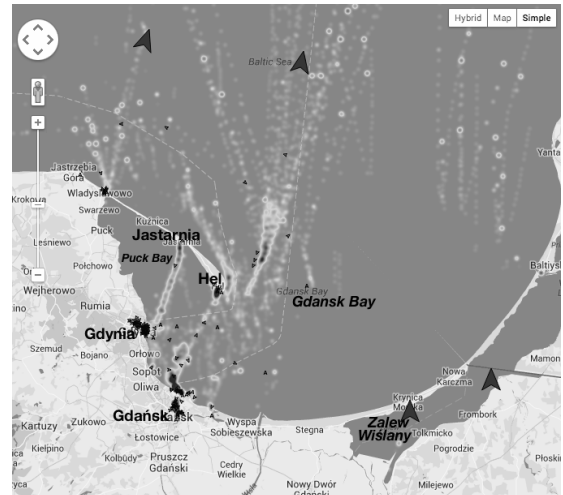 Hybrid
Map
Simple
Baltic Sea
Yanta
Jastrzębia
Góra
Krokowa
Władysławowo
Swarzewo
Kuźnica
Puck
Jastarnia
Leśniewo
Puck Bay
Połchowo
Baltiysk
Hel
Wejherowo
Gdansk Bay
Gdansk Bay
Rumia
Gdynia
Szemud
Bojano
Orłowo
Mamon
Sopot
Nowa
Karczma
Oliwa
Krynica
Morska
Gdańsk
Frombork
Zalew
Wiślany
Wyspa
Sobieszewska
Stegna
Tolkmicko
Żukowo
Kartuzy
Łostowice
Kiełpino
Kolbudy
Pruszcz
Gdański
Pogrodzie
Cedry
Wielkie
Nowy Dwór
Gdański
Milejewo
Płoski